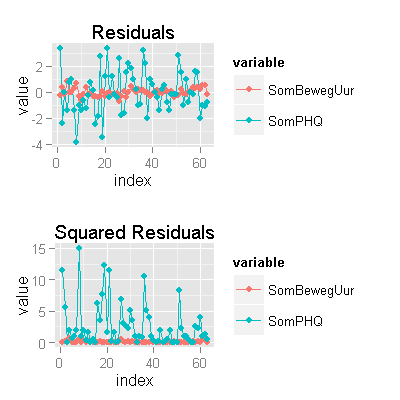 Residuals
value
2
0
-2
-4
0
20
40
60
index
variable
SomBewegUur
SomPHQ
Squared Residuals
value
15
10
5
0
0
20
40
60
index
variable
SomBewegUur
SomPHQ